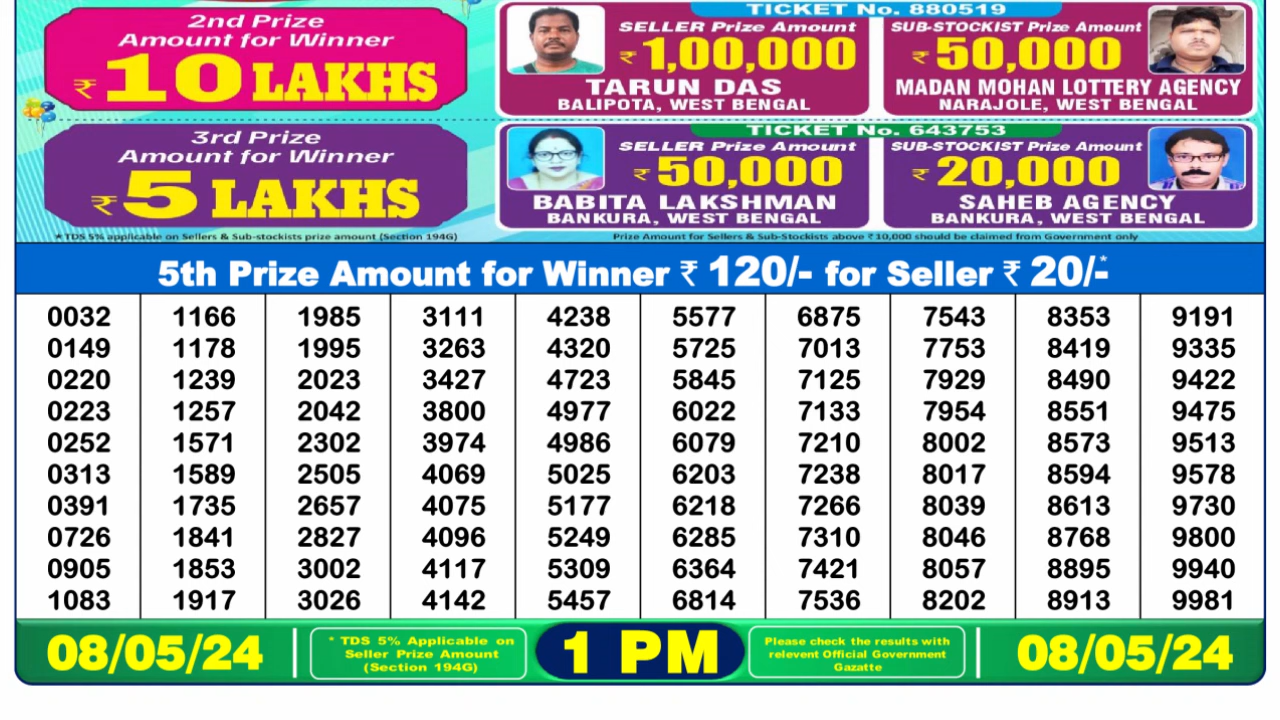 2nd Prize
Amount for Winner
₹ 10 LAKHS
TICKET No. 880519
SELLER Prize Amount
₹ 1,00,000
TARUN DAS
BALIPOTA, WEST BENGAL
SUB-STOCKIST Prize Amount
₹ 50,000
MADAN MOHAN LOTTERY AGENCY
NARAJOLE, WEST BENGAL
3rd Prize
Amount for Winner
₹ 5 LAKHS
TICKET No. 643753
SELLER Prize Amount
₹ 50,000
BABITA LAKSHMAN
BANKURA, WEST BENGAL
SUB-STOCKIST Prize Amount
₹ 20,000
SAHEB AGENCY
BANKURA, WEST BENGAL
*TDS 5% applicable on Sellers & Sub-stockists prize amount (Section 194G)
Prize Amount for Sellers & Sub-Stockists above ₹10,000 should be claimed from Government only
5th Prize Amount for Winner ₹ 120/- for Seller ₹ 20/-*
0032 1166 1985 3111 4238 5577 6875 7543 8353 9191
0149 1178 1995 3263 4320 5725 7013 7753 8419 9335
0220 1239 2023 3427 4723 5845 7125 7929 8490 9422
0223 1257 2042 3800 4977 6022 7133 7954 8551 9475
0252 1571 2302 3974 4986 6079 7210 8002 8573 9513
0313 1589 2505 4069 5025 6203 7238 8017 8594 9578
0391 1735 2657 4075 5177 6218 7266 8039 8613 9730
0726 1841 2827 4096 5249 6285 7310 8046 8768 9800
0905 1853 3002 4117 5309 6364 7421 8057 8895 9940
1083 1917 3026 4142 5457 6814 7536 8202 8913 9981
08/05/24
* TDS 5% Applicable on
Seller Prize Amount
(Section 194G)
1 PM
Please check the results with
relevent Official Government
Gazatte
08/05/24